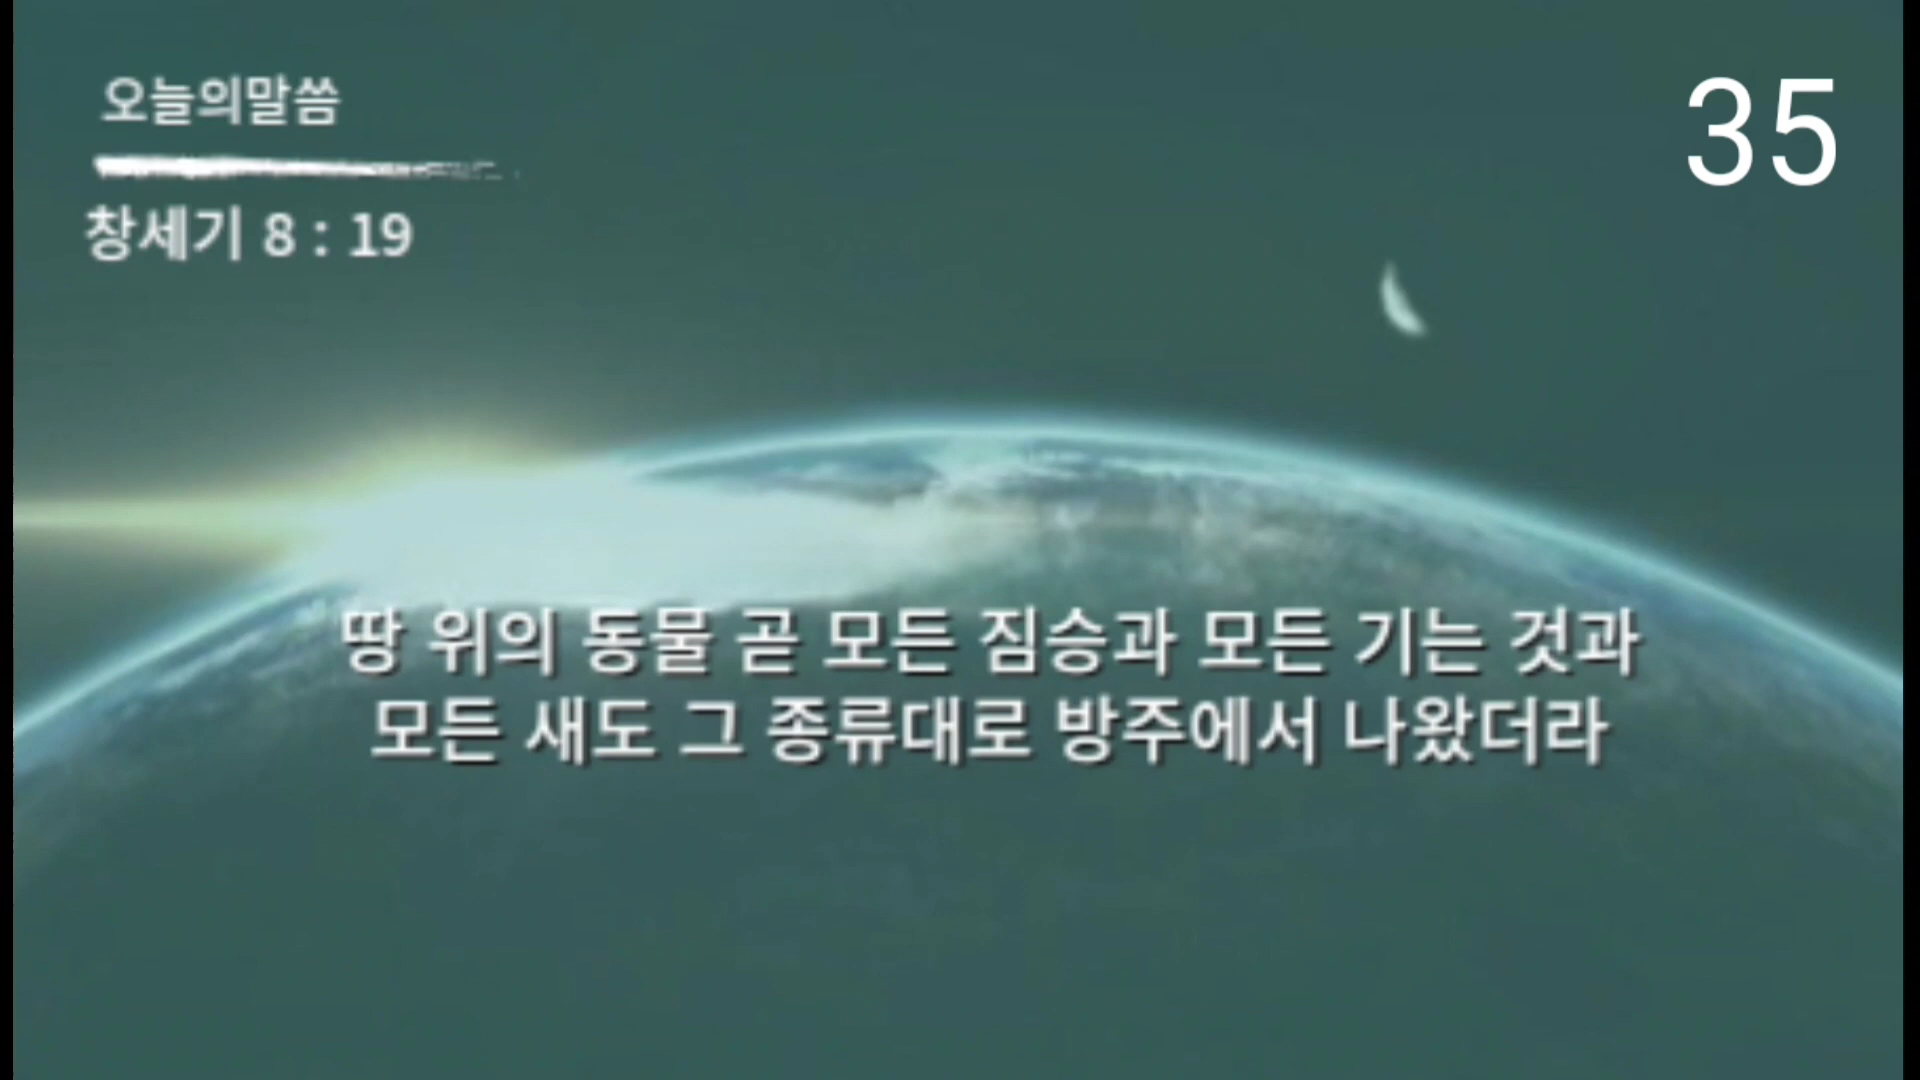 오늘의말씀
35
창세기 8 : 19
땅 위의 동물 곧 모든 짐승과 모든 기는 것과
모든 새도 그 종류대로 방주에서 나왔더라